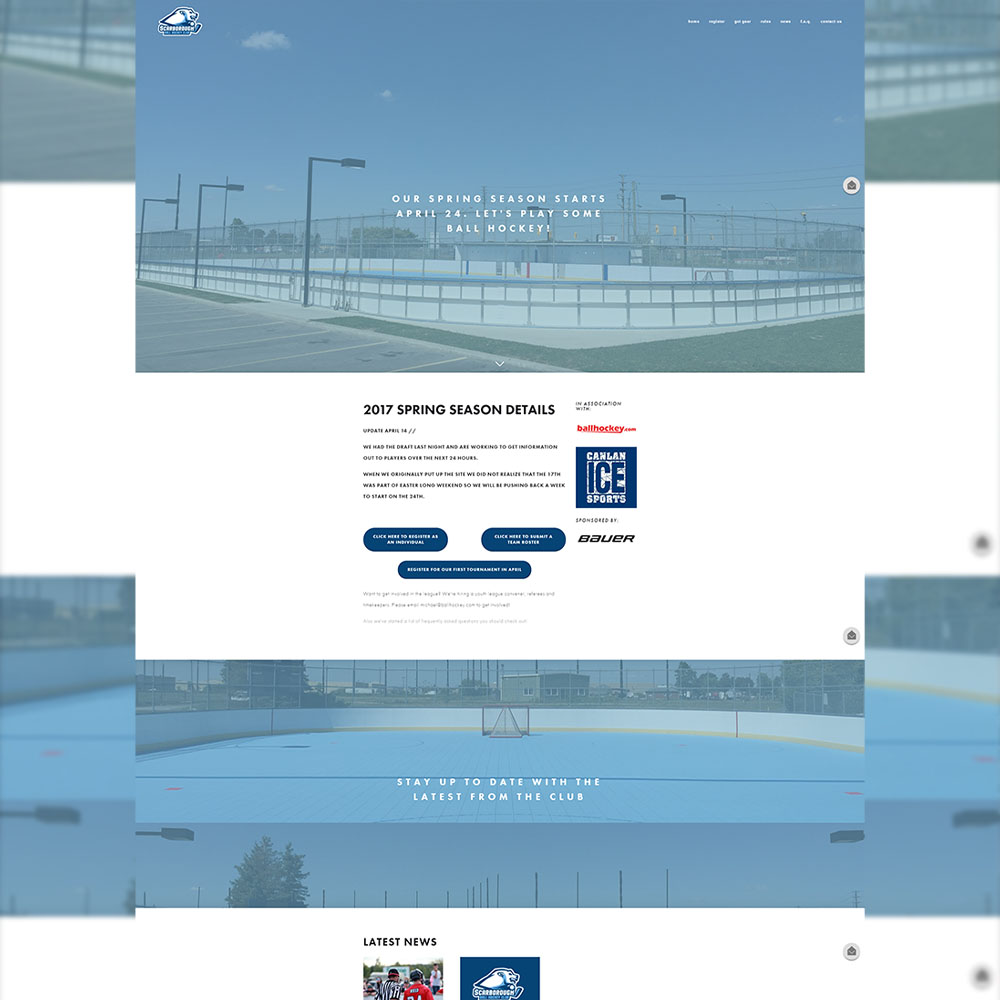 SCARBOROUGH
BALL HOCKEY CLUB
home register get gear rules news f.a.q. contact us
OUR SPRING SEASON STARTS
APRIL 24. LET'S PLAY SOME
BALL HOCKEY!
2017 SPRING SEASON DETAILS
UPDATE APRIL 14 //
WE HAD THE DRAFT LAST NIGHT AND ARE WORKING TO GET INFORMATION
OUT TO PLAYERS OVER THE NEXT 24 HOURS.
WHEN WE ORIGINALLY PUT UP THE SITE WE DID NOT REALIZE THAT THE 17TH
WAS PART OF EASTER LONG WEEKEND SO WE WILL BE PUSHING BACK A WEEK
TO START ON THE 24TH.
CLICK HERE TO REGISTER AS
AN INDIVIDUAL
CLICK HERE TO SUBMIT A
TEAM ROSTER
REGISTER FOR OUR FIRST TOURNAMENT IN APRIL
Want to get involved in the league? We're hiring a youth league convener, referees and
timekeepers. Please email michael@ballhockey.com to get involved!
Also we've started a list of frequently asked questions you should check out!
IN ASSOCIATION
WITH:
ballhockey.com
CANLAN
ICE
SPORTS
SPONSORED BY:
BAUER
STAY UP TO DATE WITH THE
LATEST FROM THE CLUB
LATEST NEWS
SCARBOROUGH
BALL HOCKEY CLUB